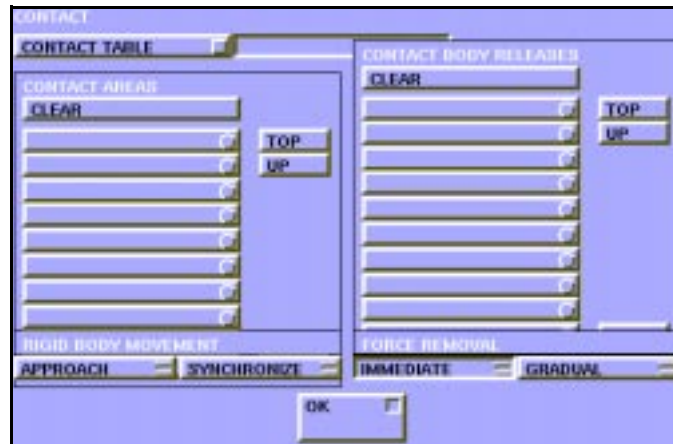 CONTACT
CONTACT TABLE
CONTACT AREAS
CLEAR
TOP
UP
RIGID BODY MOVEMENT
APPROACH
SYNCHRONIZE
CONTACT BODY RELEASES
CLEAR
TOP
UP
FORCE REMOVAL
IMMEDIATE
GRADUAL
OK